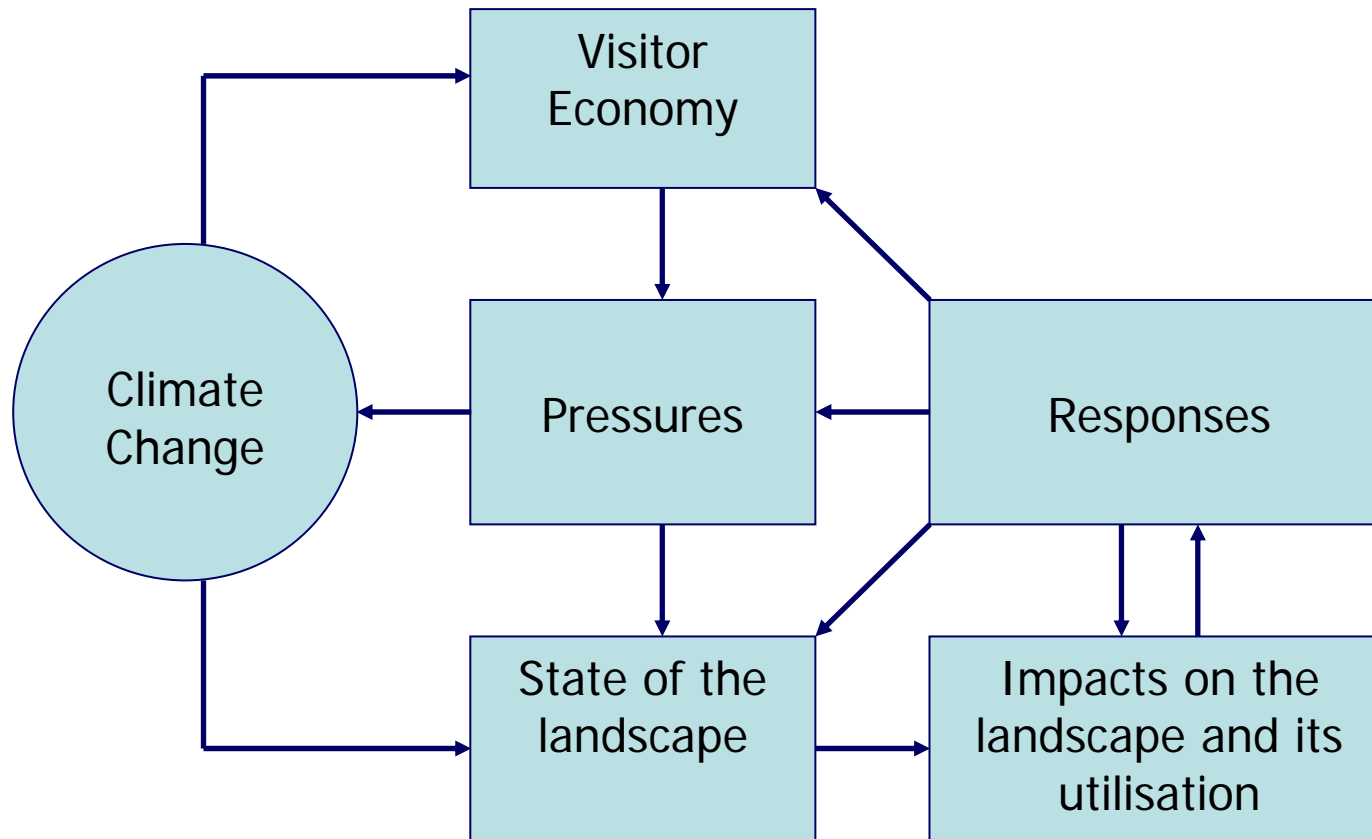 Visitor
Economy
Climate
Change
Pressures
Responses
State of the
landscape
Impacts on the
landscape and its
utilisation